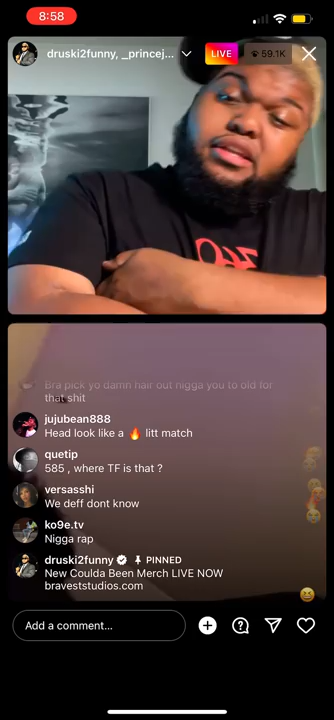 8:58
druski2funny, _princej...
LIVE
59.1K
Bra pick yo damn hair out nigga you to old for
that shit
jujubean888
Head look like a 🔥 litt match
quetip
585 , where TF is that ?
versasshi
We deff dont know
ko9e.tv
Nigga rap
druski2funny PINNED
New Coulda Been Merch LIVE NOW
braveststudios.com
Add a comment...